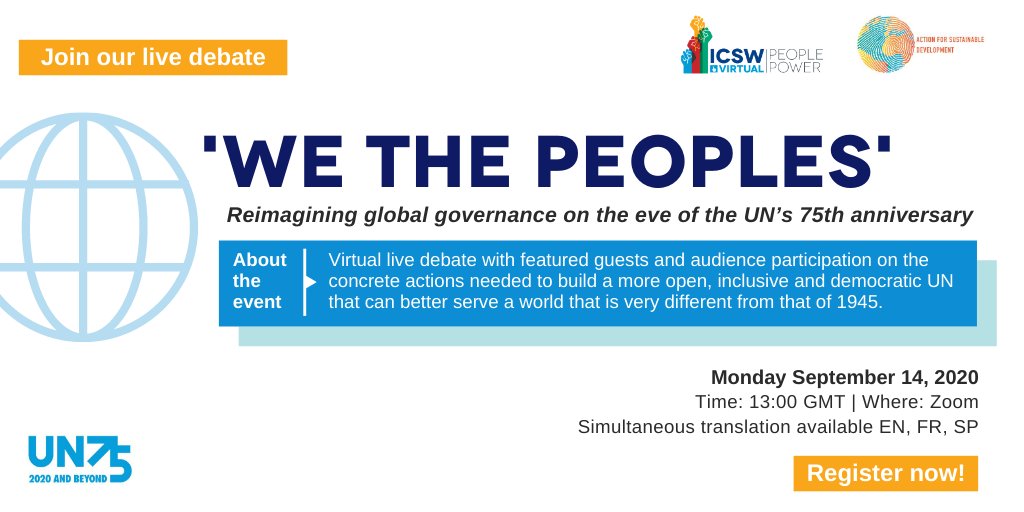 Join our live debate
ICSW PEOPLE
VIRTUAL POWER
ACTION FOR SUSTAINABLE
DEVELOPMENT
'WE THE PEOPLES'
Reimagining global governance on the eve of the UN’s 75th anniversary
About
the
event
Virtual live debate with featured guests and audience participation on the
concrete actions needed to build a more open, inclusive and democratic UN
that can better serve a world that is very different from that of 1945.
Monday September 14, 2020
Time: 13:00 GMT | Where: Zoom
Simultaneous translation available EN, FR, SP
UN75
2020 AND BEYOND
Register now!